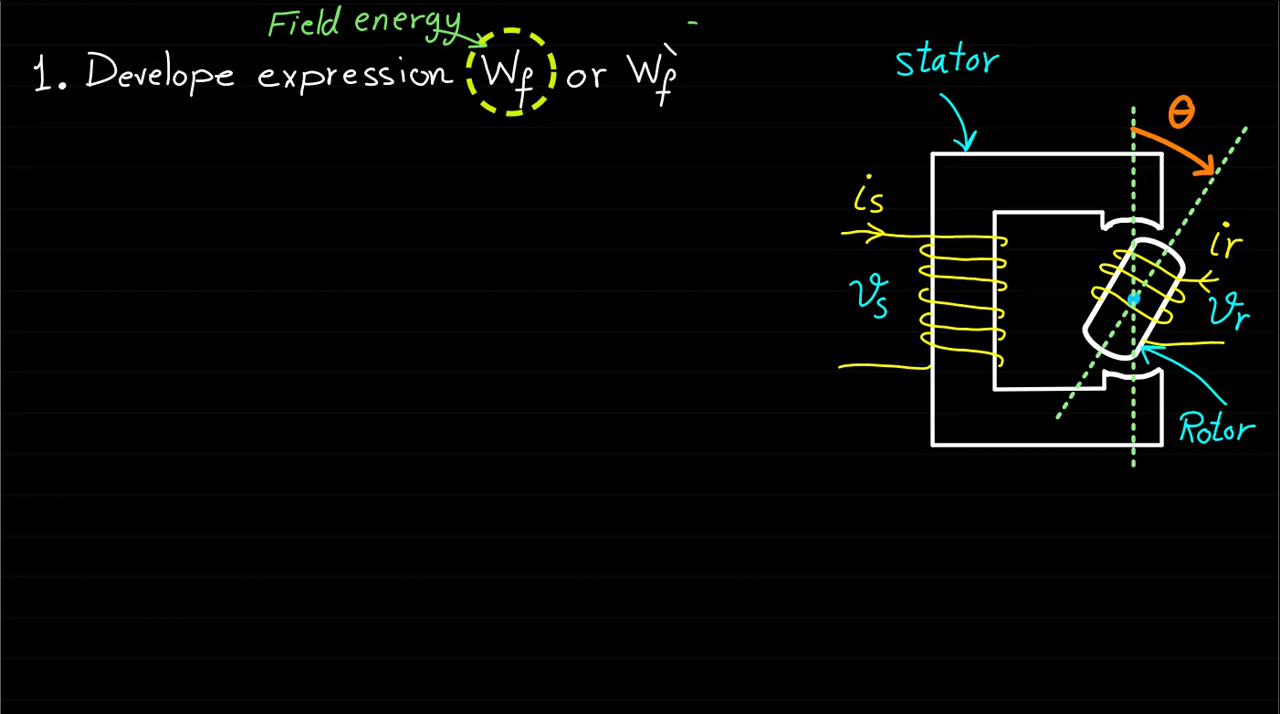 Field energy
1. Develope expression Wf or Wf`
stator
θ
is
ir
vs
vr
Rotor